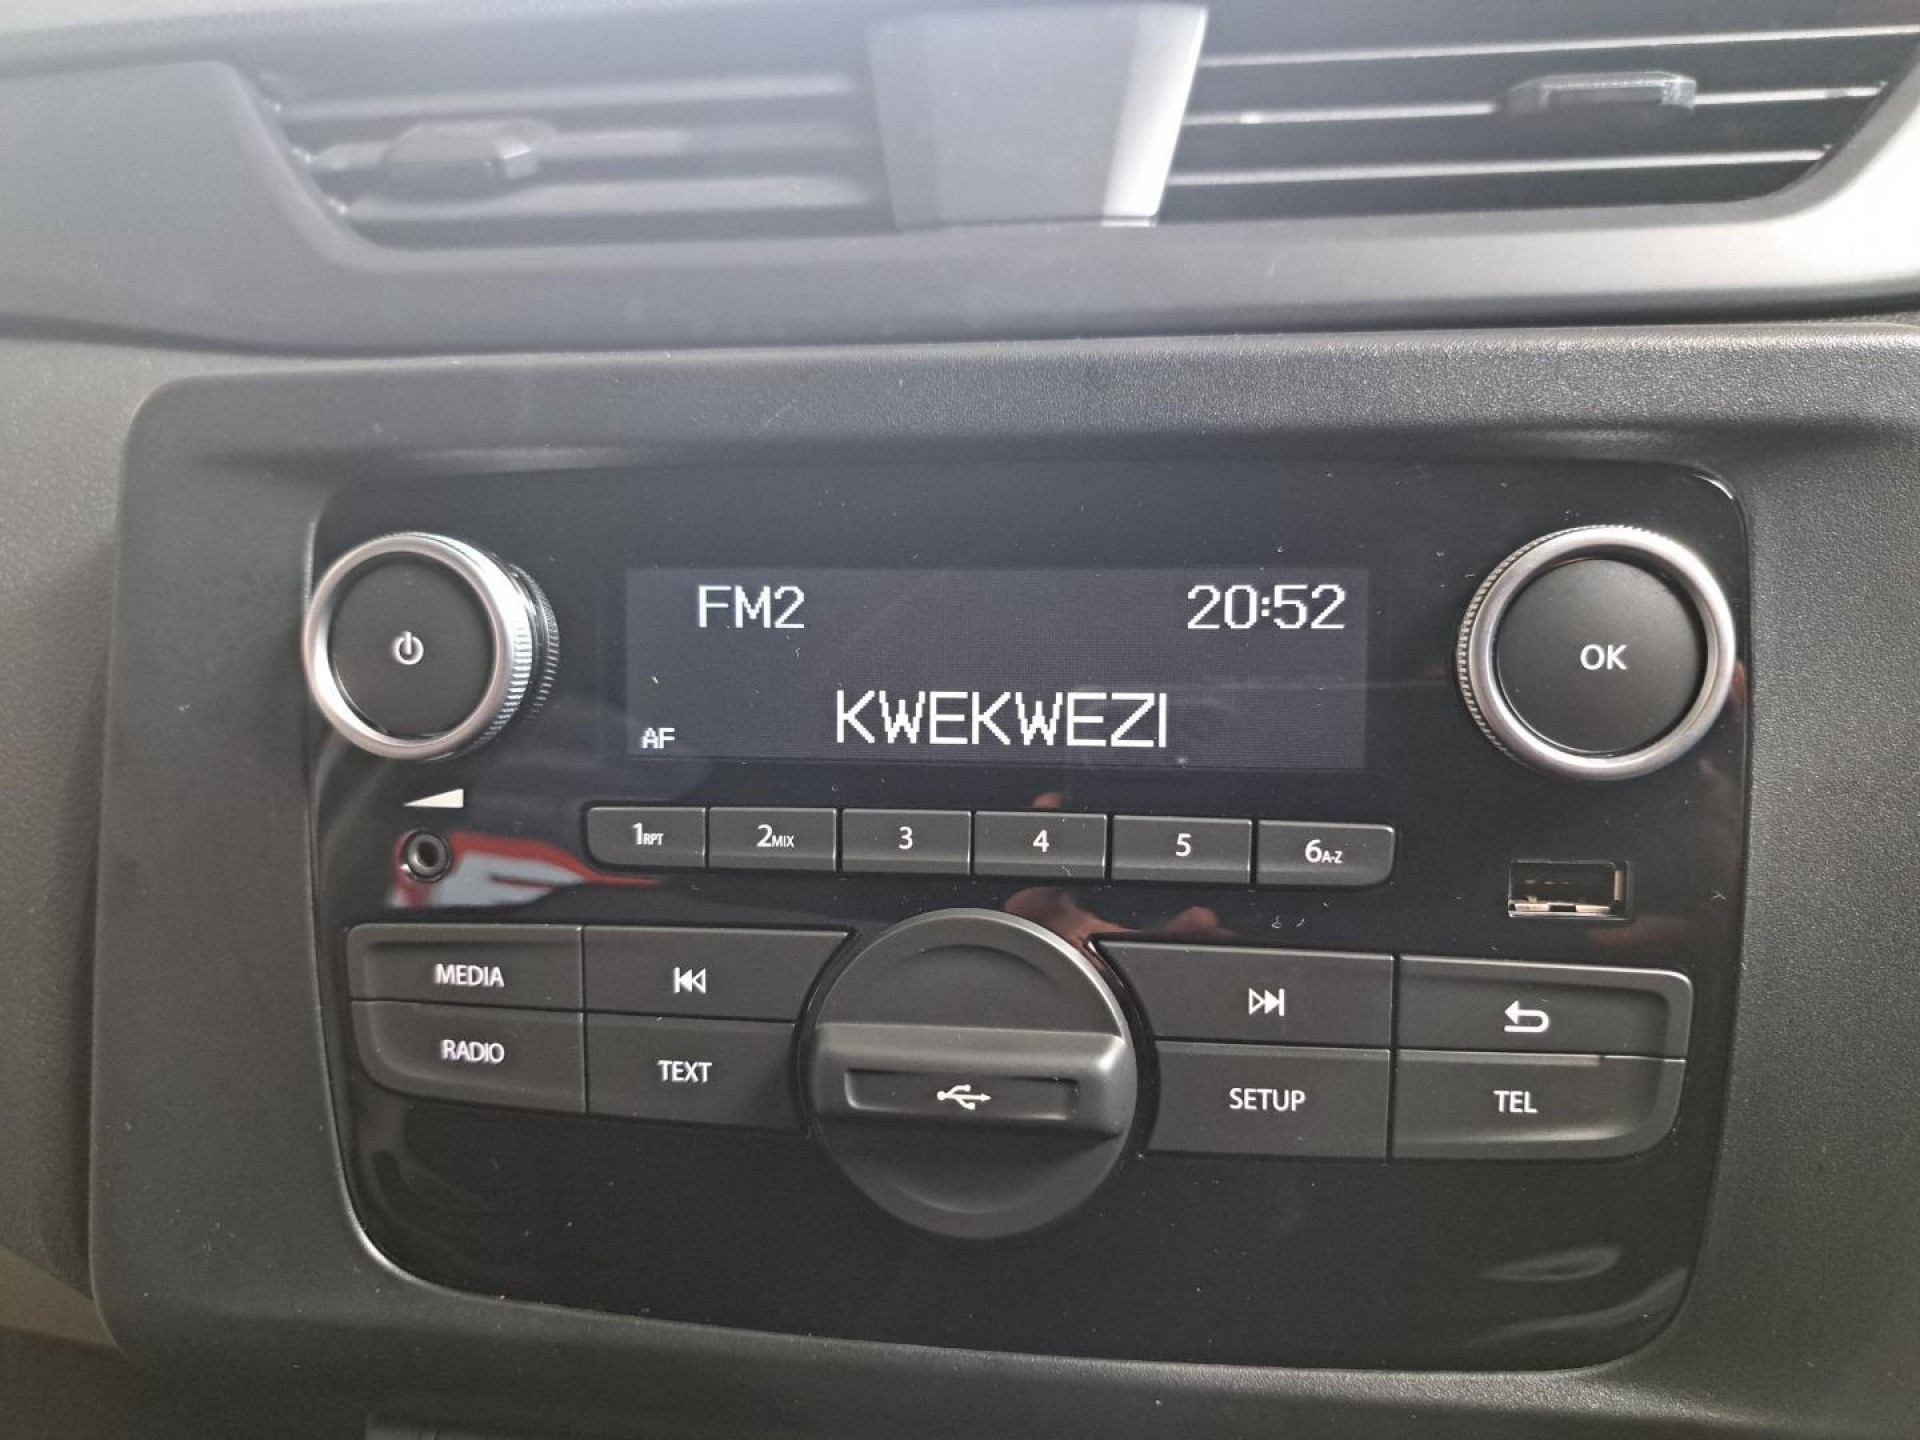 FM2 20:52
AF KWEKWEZI
OK
1RPT 2MIX 3 4 5 6A-Z
MEDIA
RADIO TEXT SETUP TEL